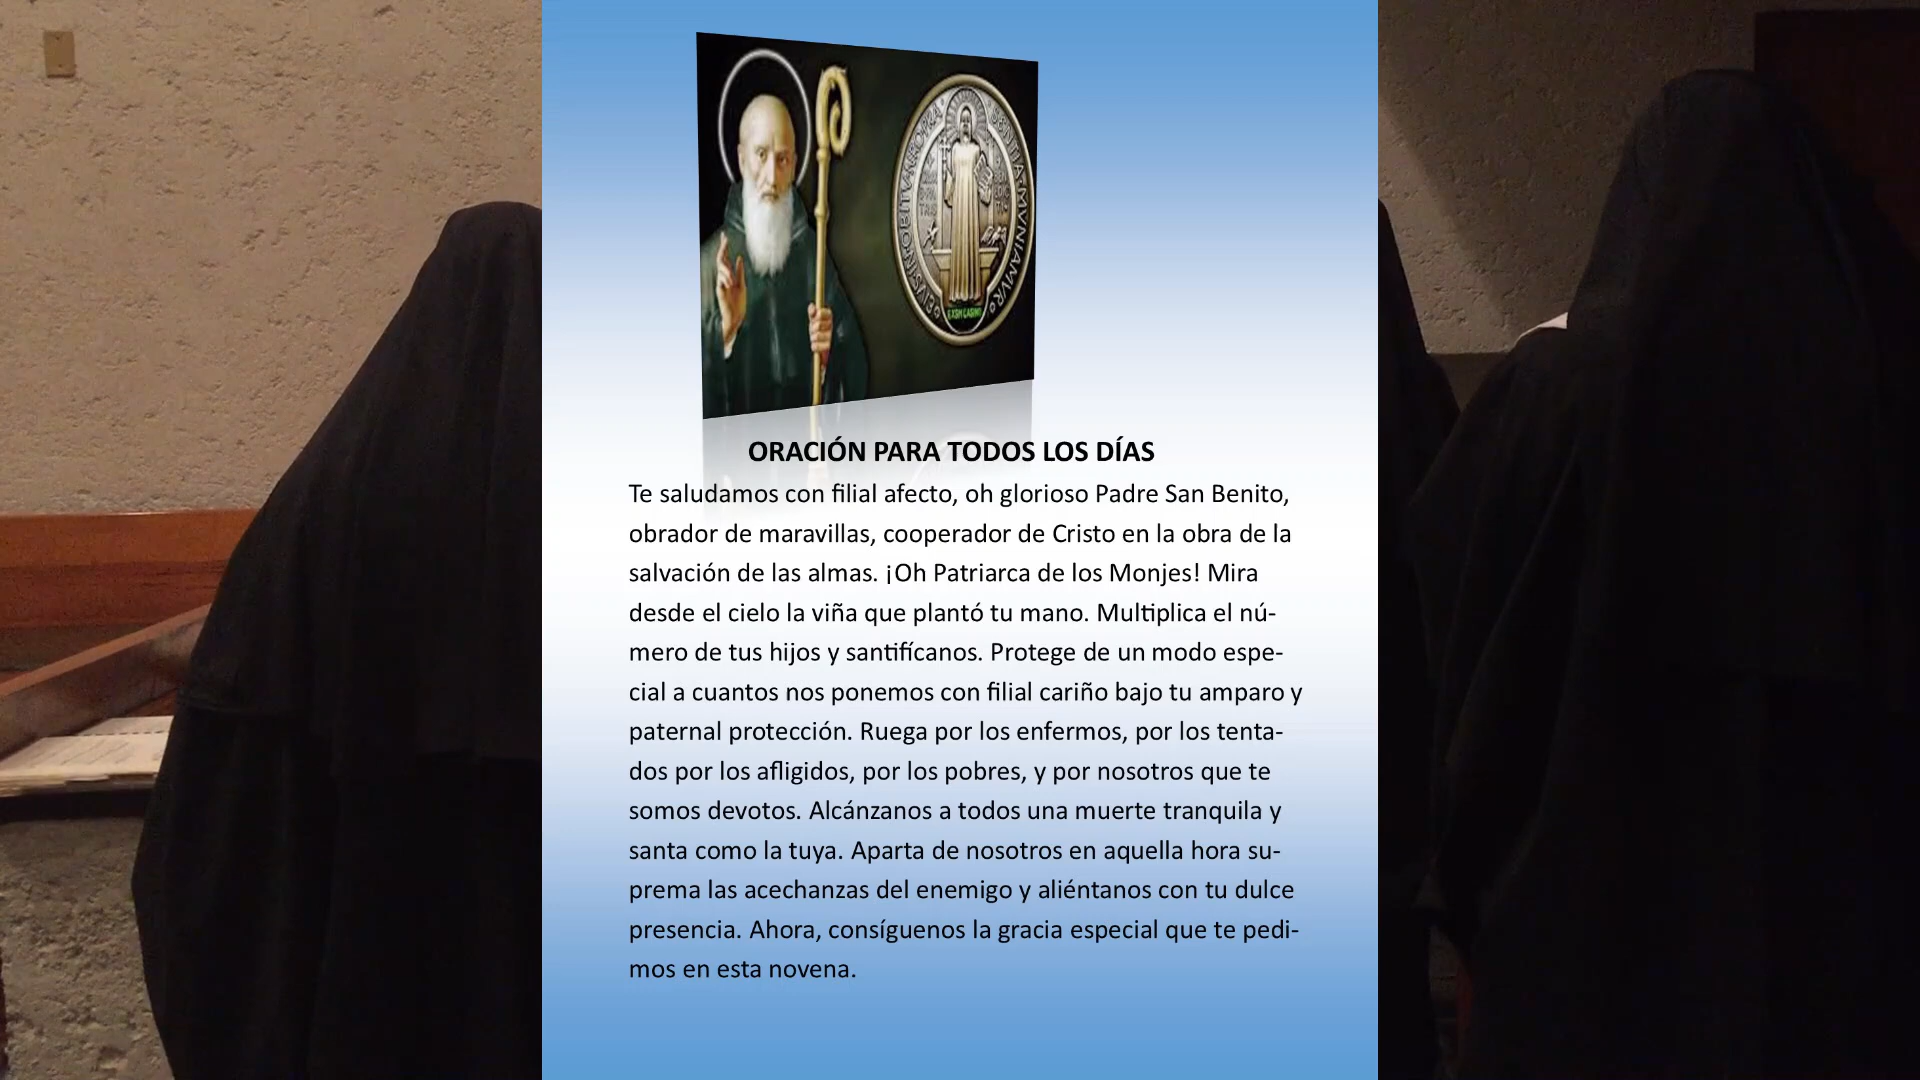 ORACIÓN PARA TODOS LOS DÍAS
Te saludamos con filial afecto, oh glorioso Padre San Benito,
obrador de maravillas, cooperador de Cristo en la obra de la
salvación de las almas. ¡Oh Patriarca de los Monjes! Mira
desde el cielo la viña que plantó tu mano. Multiplica el nú-
mero de tus hijos y santifícanos. Protege de un modo espe-
cial a cuantos nos ponemos con filial cariño bajo tu amparo y
paternal protección. Ruega por los enfermos, por los tenta-
dos por los afligidos, por los pobres, y por nosotros que te
somos devotos. Alcánzanos a todos una muerte tranquila y
santa como la tuya. Aparta de nosotros en aquella hora su-
prema las acechanzas del enemigo y aliéntanos con tu dulce
presencia. Ahora, consíguenos la gracia especial que te pedi-
mos en esta novena.